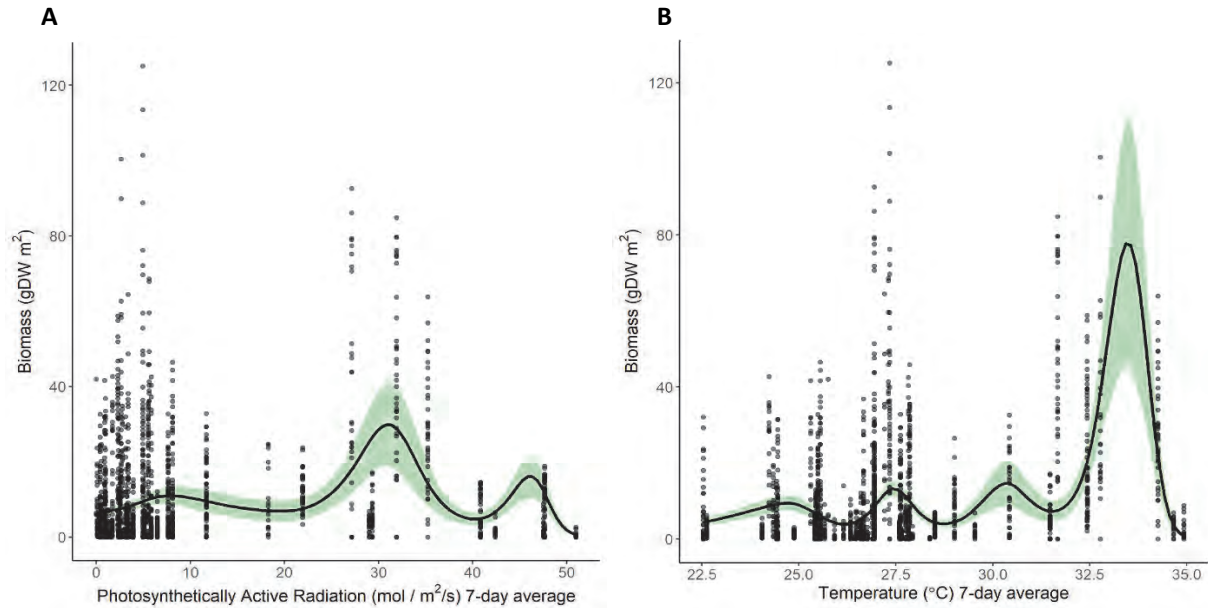 A
Biomass (gDW m²)
120
80
40
0
0 10 20 30 40 50
Photosynthetically Active Radiation (mol / m²/s) 7-day average
B
Biomass (gDW m²)
120
80
40
0
22.5 25.0 27.5 30.0 32.5 35.0
Temperature (°C) 7-day average